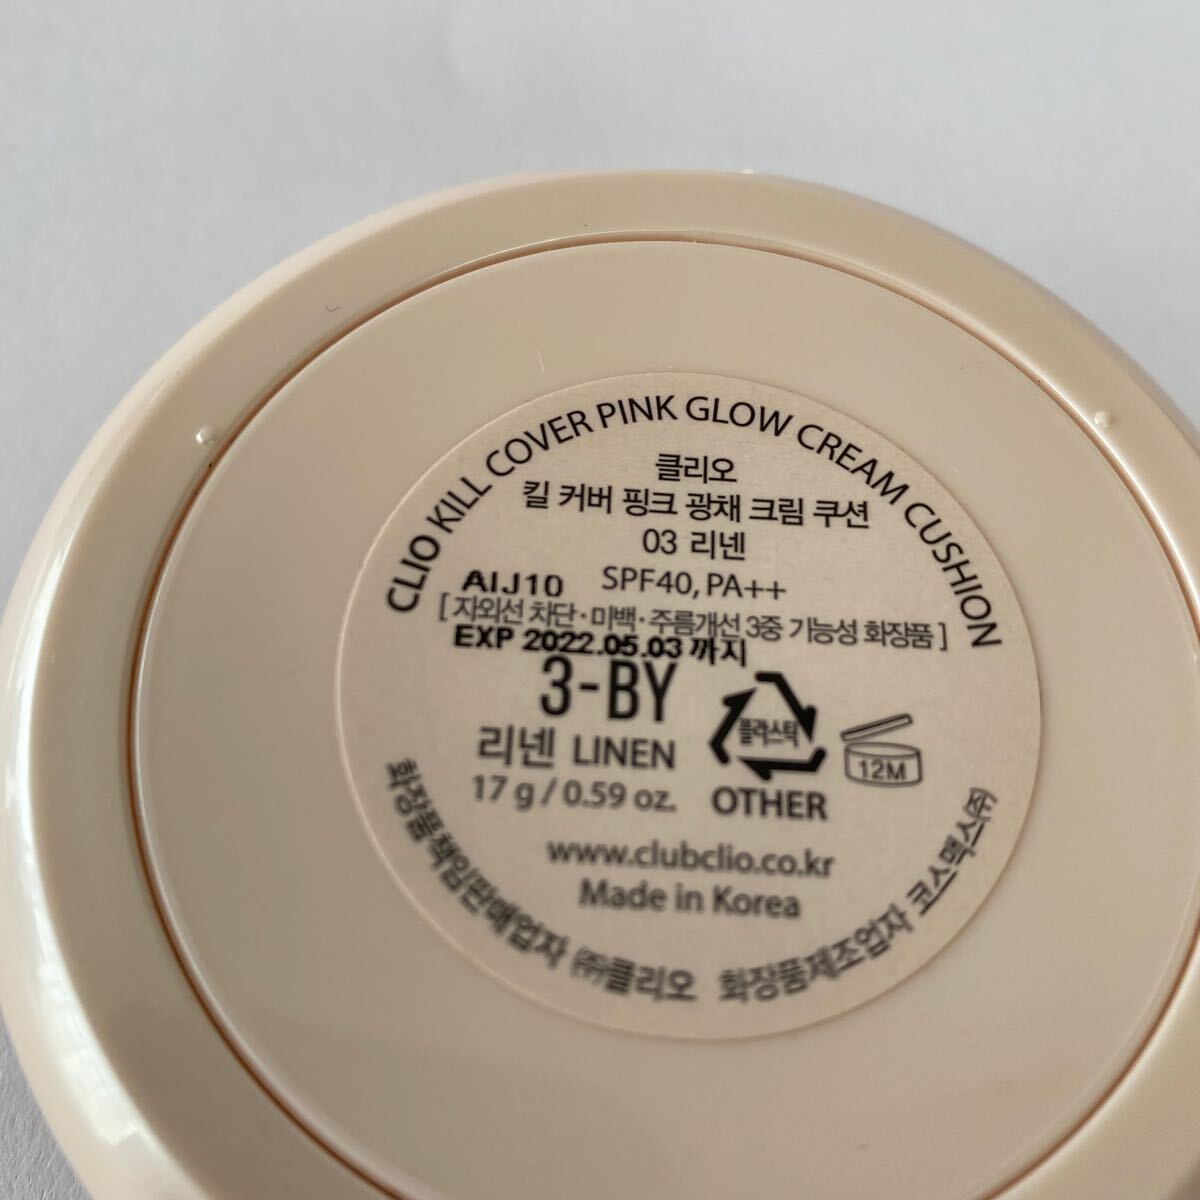 CLIO KILL COVER PINK GLOW CREAM CUSHION
클리오
킬 커버 핑크 광채 크림 쿠션
03 리넨
AIJ10 SPF40, PA++
[ 자외선 차단·미백·주름개선 3중 기능성 화장품 ]
EXP 2022.05.03 까지
3-BY
리넨 LINEN
17 g / 0.59 oz.
플라스틱
OTHER
12M
www.clubclio.co.kr
Made in Korea
화장품책임판매업자 ㈜클리오 화장품제조업자 코스맥스㈜